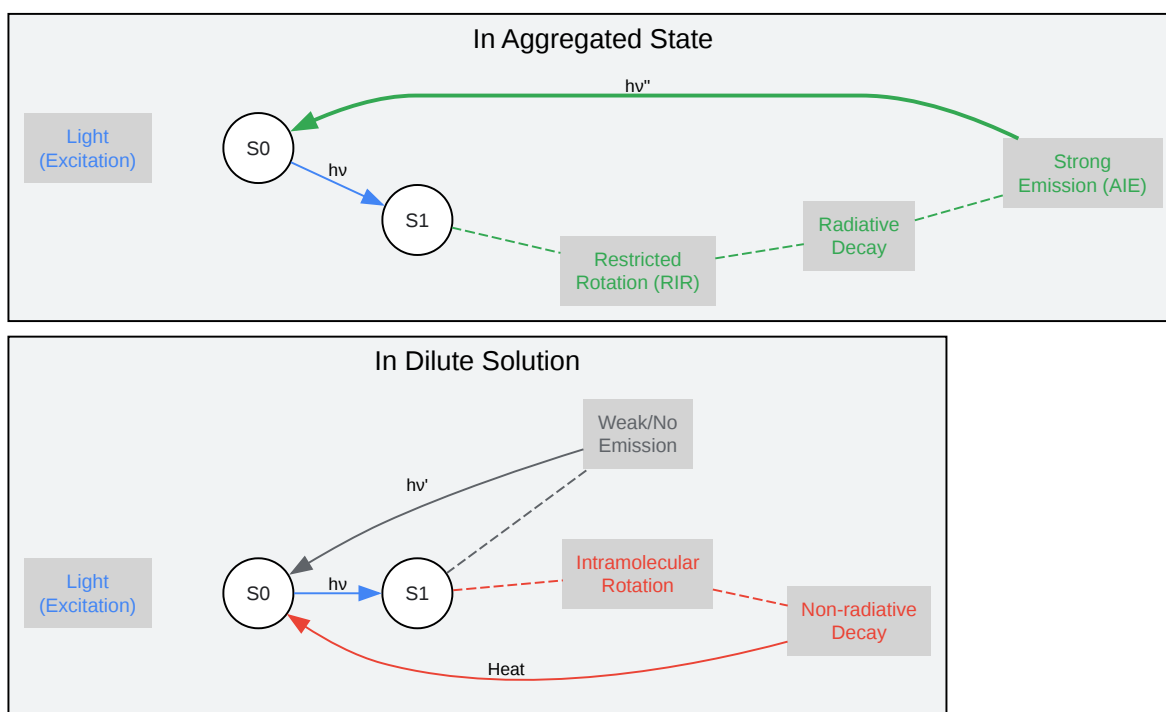 In Aggregated State
hν"
Light
(Excitation)
S0
hν
S1
Strong
Emission (AIE)
Radiative
Decay
Restricted
Rotation (RIR)
In Dilute Solution
Weak/No
Emission
hν'
Light
(Excitation)
S0
hν
S1
Intramolecular
Rotation
Non-radiative
Decay
Heat